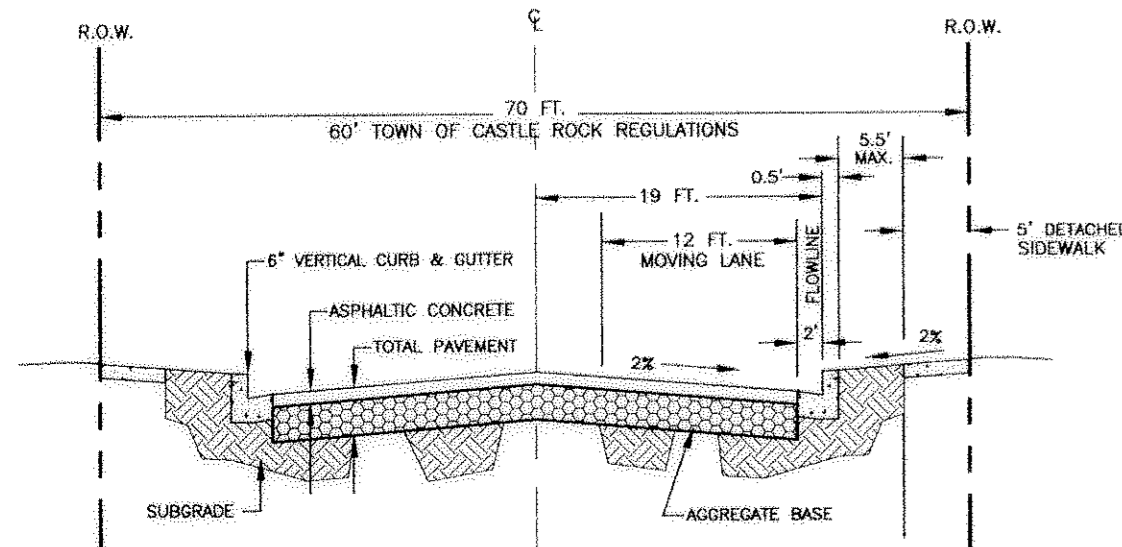 ℄
R.O.W.
R.O.W.
70 FT.
60' TOWN OF CASTLE ROCK REGULATIONS
5.5'
MAX.
0.5'
19 FT.
5' DETACHED
SIDEWALK
12 FT.
MOVING LANE
FLOWLINE
6" VERTICAL CURB & GUTTER
ASPHALTIC CONCRETE
TOTAL PAVEMENT
2'
2%
2%
SUBGRADE
AGGREGATE BASE